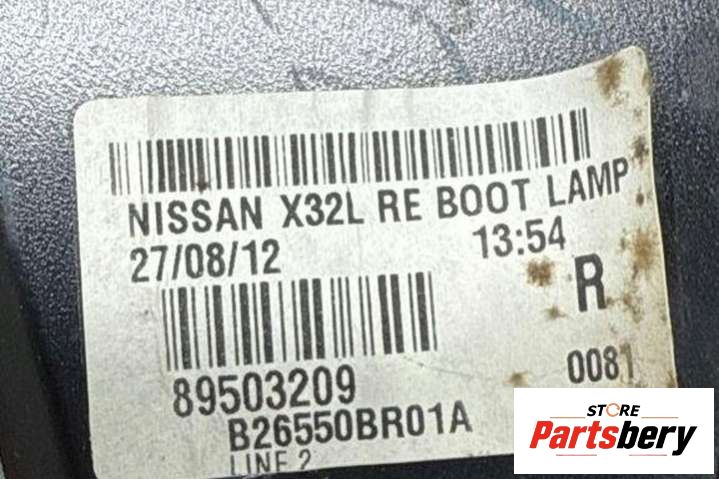 NISSAN X32L RE BOOT LAMP
27/08/12 13:54
R
89503209 0081
B26550BR01A
LINE 2
STORE
Partsbery